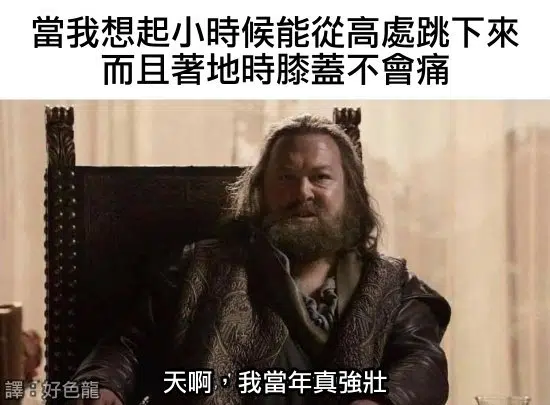 當我想起小時候能從高處跳下來
而且著地時膝蓋不會痛
天啊，我當年真強壯
譯：好色龍